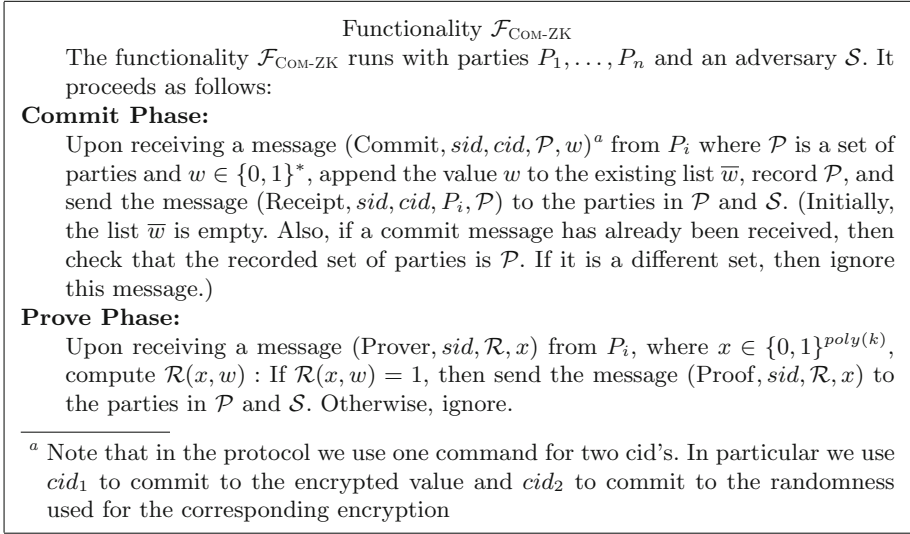 Functionality 𝓕_COM-ZK
The functionality 𝓕_COM-ZK runs with parties P₁, . . . , Pₙ and an adversary 𝒮. It
proceeds as follows:
Commit Phase:
Upon receiving a message (Commit, sid, cid, 𝒫, w)ᵃ from Pᵢ where 𝒫 is a set of
parties and w ∈ {0, 1}*, append the value w to the existing list w̅, record 𝒫, and
send the message (Receipt, sid, cid, Pᵢ, 𝒫) to the parties in 𝒫 and 𝒮. (Initially,
the list w̅ is empty. Also, if a commit message has already been received, then
check that the recorded set of parties is 𝒫. If it is a different set, then ignore
this message.)
Prove Phase:
Upon receiving a message (Prover, sid, ℛ, x) from Pᵢ, where x ∈ {0, 1}^poly(k),
compute ℛ(x, w) : If ℛ(x, w) = 1, then send the message (Proof, sid, ℛ, x) to
the parties in 𝒫 and 𝒮. Otherwise, ignore.
ᵃ Note that in the protocol we use one command for two cid's. In particular we use
cid₁ to commit to the encrypted value and cid₂ to commit to the randomness
used for the corresponding encryption